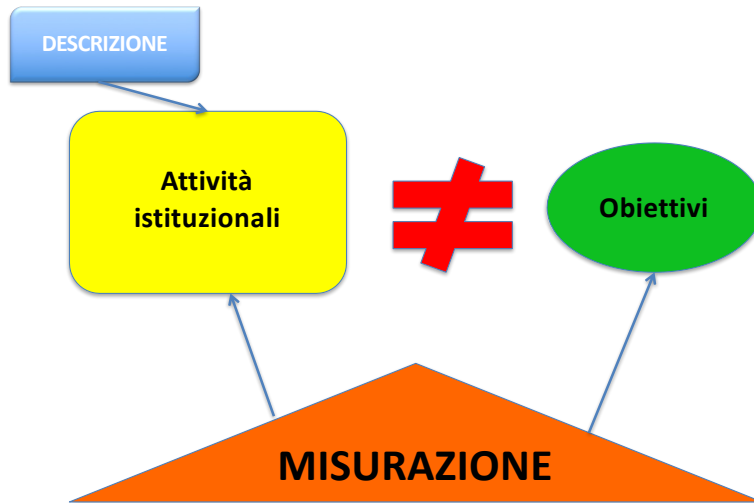 DESCRIZIONE
Attività
istituzionali
≠
Obiettivi
MISURAZIONE